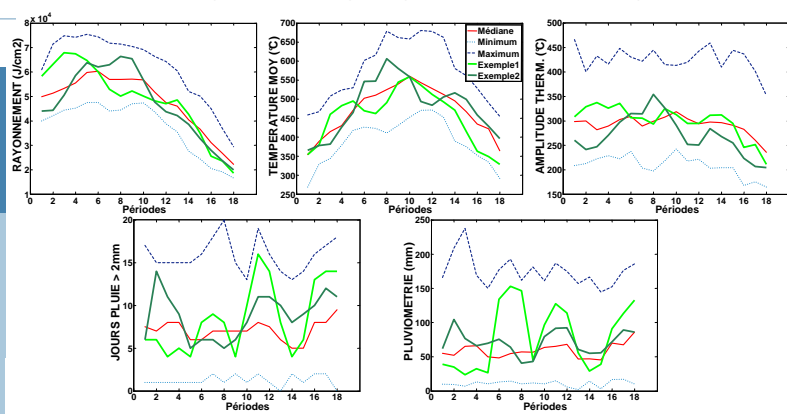 x 10⁴
8
7
6
5
4
3
2
1
0 2 4 6 8 10 12 14 16 18
Périodes
RAYONNEMENT (J/cm2)
700
650
600
550
500
450
400
350
300
250
0 2 4 6 8 10 12 14 16 18
Périodes
TEMPERATURE MOY (°C)
Médiane
Minimum
Maximum
Exemple1
Exemple2
500
450
400
350
300
250
200
150
0 2 4 6 8 10 12 14 16 18
Périodes
AMPLITUDE THERM. (°C)
20
15
10
5
0
0 2 4 6 8 10 12 14 16 18
Périodes
JOURS PLUIE > 2mm
250
200
150
100
50
0
0 2 4 6 8 10 12 14 16 18
Périodes
PLUVIOMETRIE (mm)